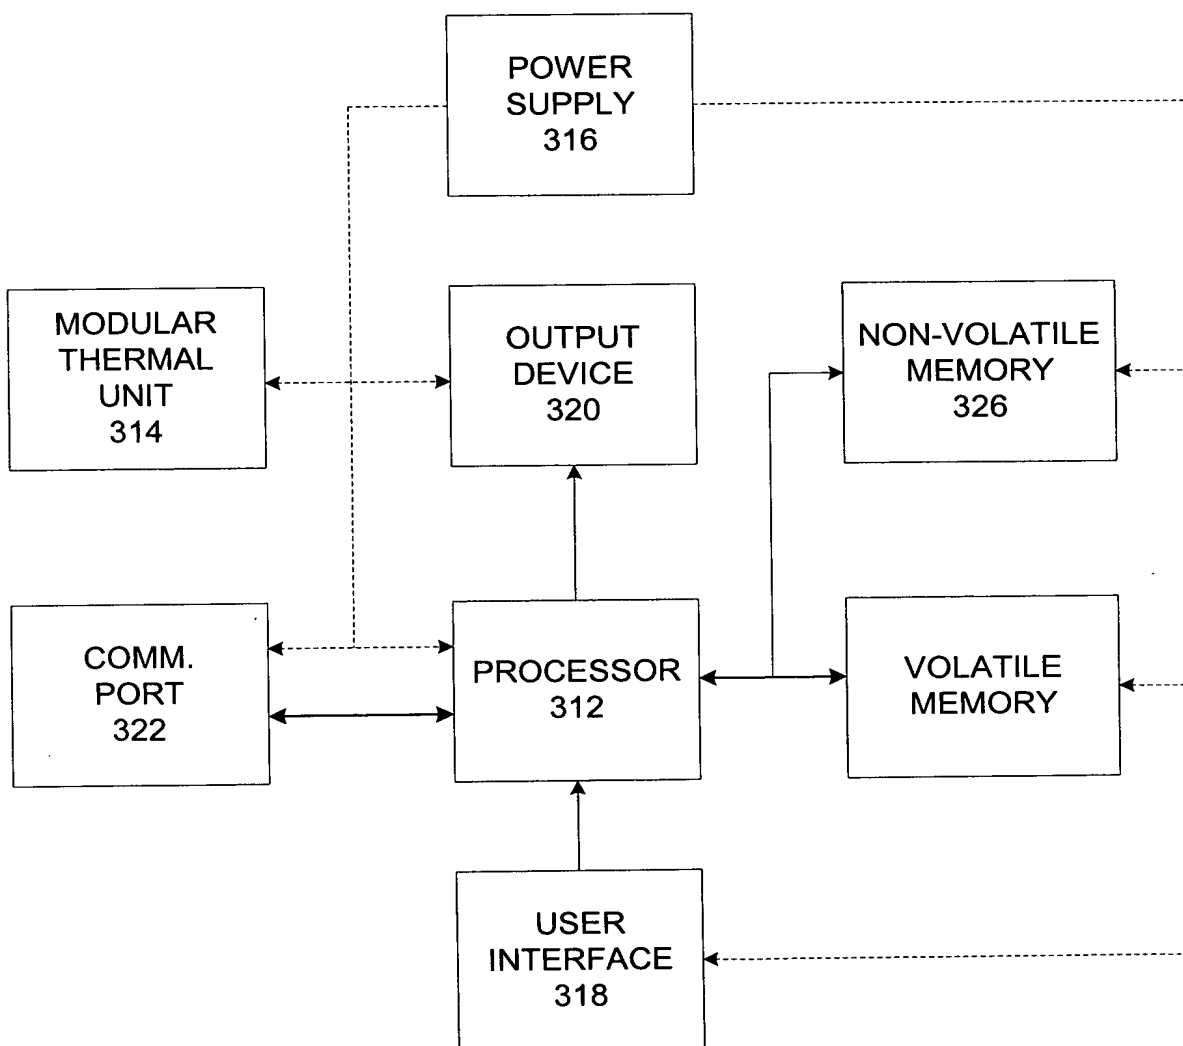 POWER
SUPPLY
316
MODULAR
THERMAL
UNIT
314
OUTPUT
DEVICE
320
NON-VOLATILE
MEMORY
326
COMM.
PORT
322
PROCESSOR
312
VOLATILE
MEMORY
USER
INTERFACE
318